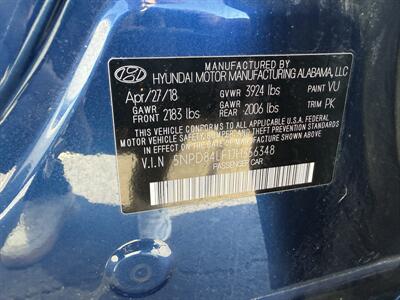 MANUFACTURED BY
HYUNDAI MOTOR MANUFACTURING ALABAMA, LLC
Apr/27/18 GVWR 3924 lbs PAINT VU
GAWR FRONT 2183 lbs GAWR REAR 2006 lbs TRIM PK
THIS VEHICLE CONFORMS TO ALL APPLICABLE FEDERAL
MOTOR VEHICLE SAFETY, BUMPER, AND THEFT PREVENTION STANDARDS
IN EFFECT ON THE DATE OF MANUFACTURE SHOWN ABOVE.
V.I.N
PASSENGER CAR